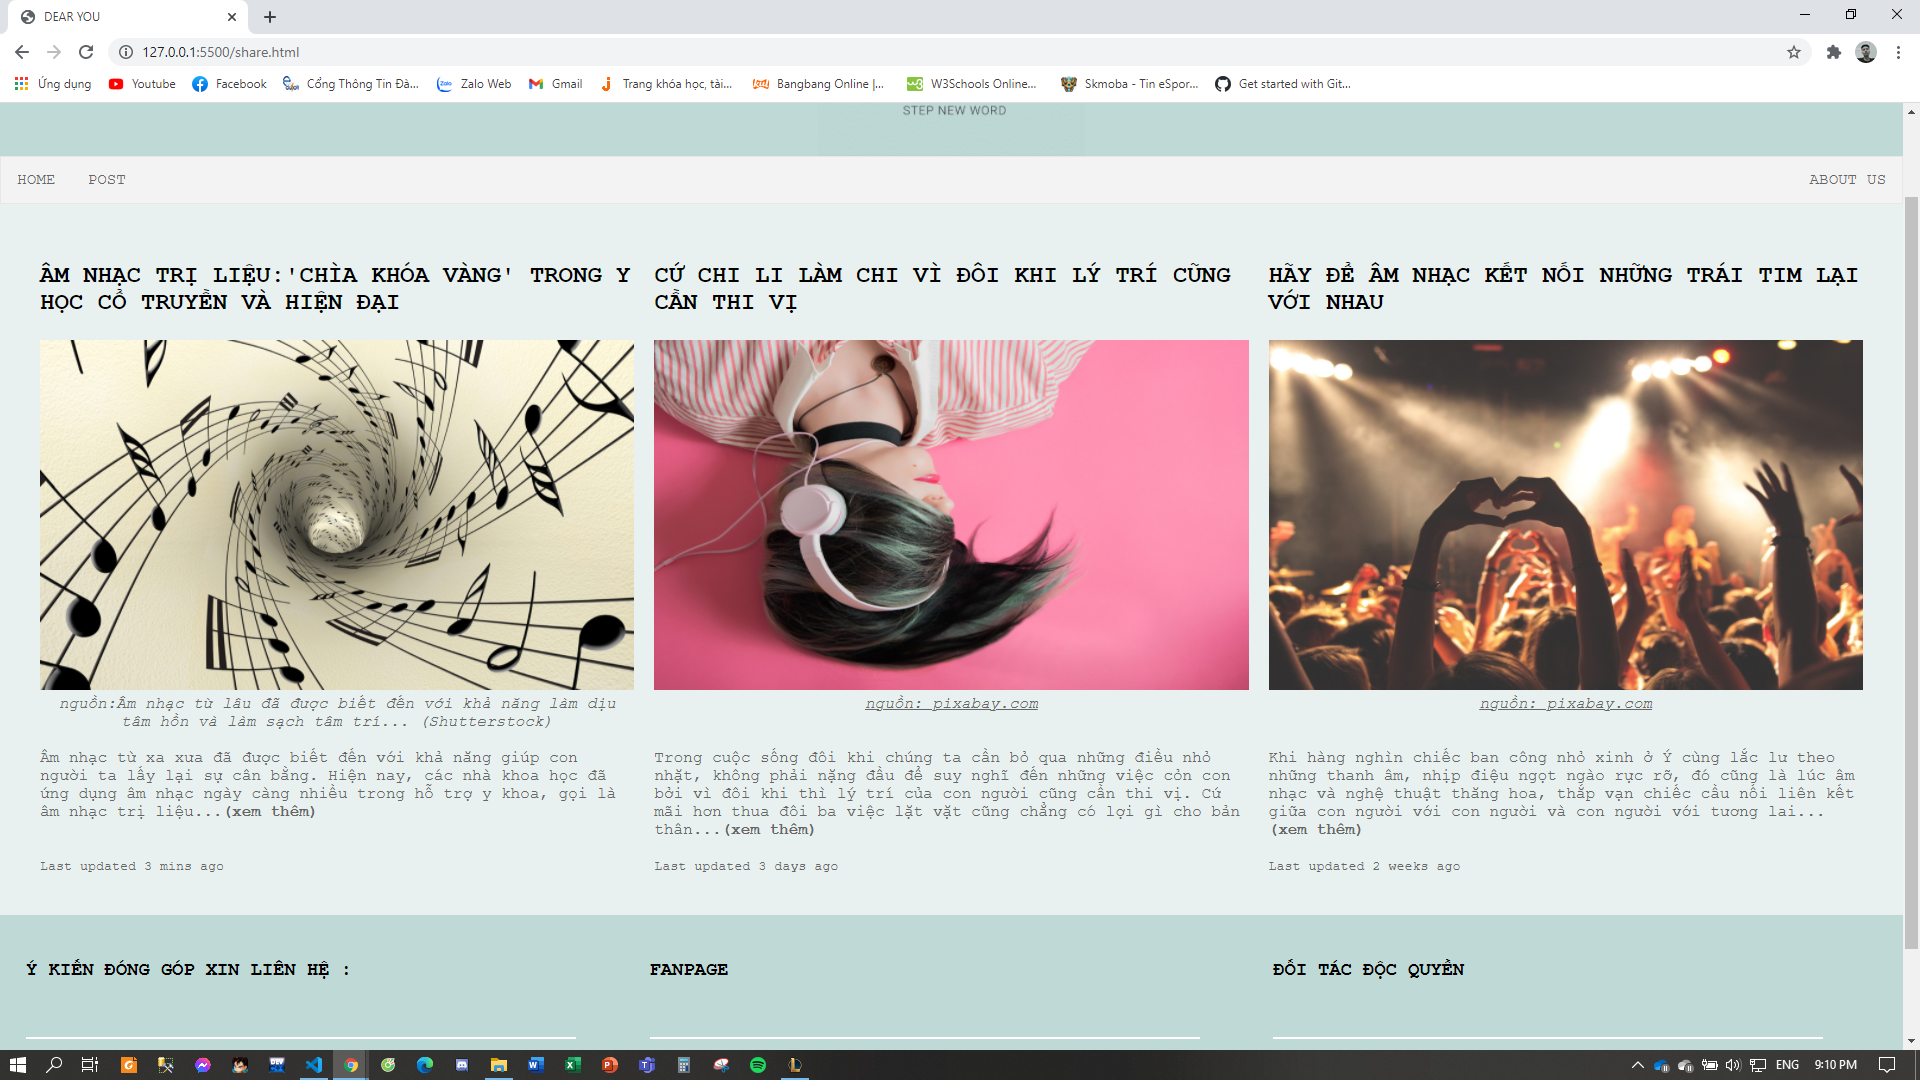 DEAR YOU
127.0.0.1:5500/share.html
Ứng dụng
Youtube
Facebook
Cổng Thông Tin Đà...
Zalo Web
Gmail
Trang khóa học, tài...
Bangbang Online |...
W3Schools Online...
Skmoba - Tin eSpor...
Get started with Git...
STEP NEW WORD
HOME
POST
ABOUT US
ÂM NHẠC TRỊ LIỆU:'CHÌA KHÓA VÀNG' TRONG Y
HỌC CỔ TRUYỀN VÀ HIỆN ĐẠI
nguồn:Âm nhạc từ lâu đã được biết đến với khả năng làm dịu
tâm hồn và làm sạch tâm trí... (Shutterstock)
Âm nhạc từ xa xưa đã được biết đến với khả năng giúp con
người ta lấy lại sự cân bằng. Hiện nay, các nhà khoa học đã
ứng dụng âm nhạc ngày càng nhiều trong hỗ trợ y khoa, gọi là
âm nhạc trị liệu...(xem thêm)
Last updated 3 mins ago
CỨ CHI LI LÀM CHI VÌ ĐÔI KHI LÝ TRÍ CŨNG
CẦN THI VỊ
nguồn: pixabay.com
Trong cuộc sống đôi khi chúng ta cần bỏ qua những điều nhỏ
nhặt, không phải nặng đầu để suy nghĩ đến những việc cỏn con
bởi vì đôi khi thì lý trí của con người cũng cần thi vị. Cứ
mãi hơn thua đôi ba việc lặt vặt cũng chẳng có lợi gì cho bản
thân...(xem thêm)
Last updated 3 days ago
HÃY ĐỂ ÂM NHẠC KẾT NỐI NHỮNG TRÁI TIM LẠI
VỚI NHAU
nguồn: pixabay.com
Khi hàng nghìn chiếc ban công nhỏ xinh ở Ý cùng lắc lư theo
những thanh âm, nhịp điệu ngọt ngào rực rỡ, đó cũng là lúc âm
nhạc và nghệ thuật thăng hoa, thắp vạn chiếc cầu nối liên kết
giữa con người với con người và con người với tương lai...
(xem thêm)
Last updated 2 weeks ago
Ý KIẾN ĐÓNG GÓP XIN LIÊN HỆ :
FANPAGE
ĐỐI TÁC ĐỘC QUYỀN
ENG
9:10 PM